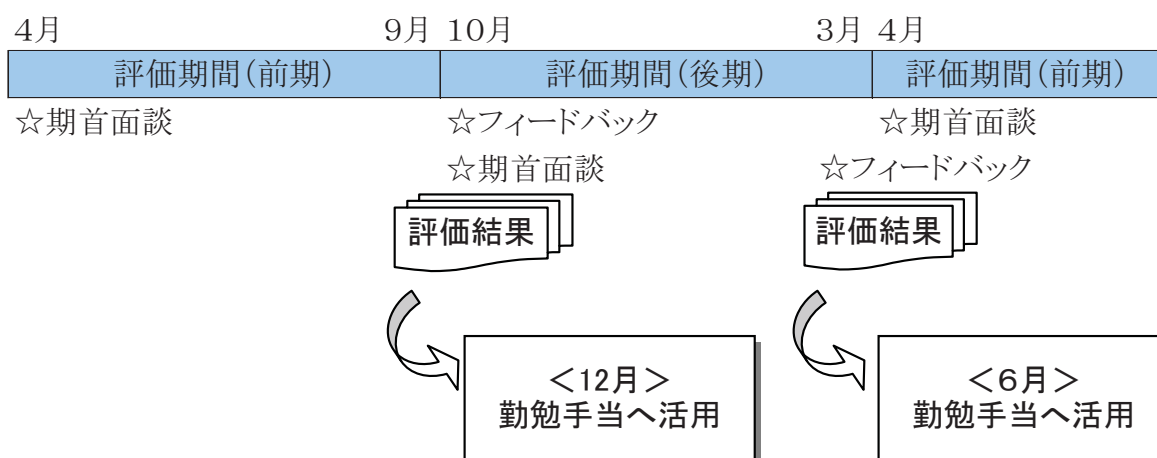 4月 9月 10月 3月 4月
評価期間(前期) 評価期間(後期) 評価期間(前期)
☆期首面談 ☆フィードバック ☆期首面談
☆期首面談 ☆フィードバック
評価結果 評価結果
＜12月＞ ＜６月＞
勤勉手当へ活用 勤勉手当へ活用